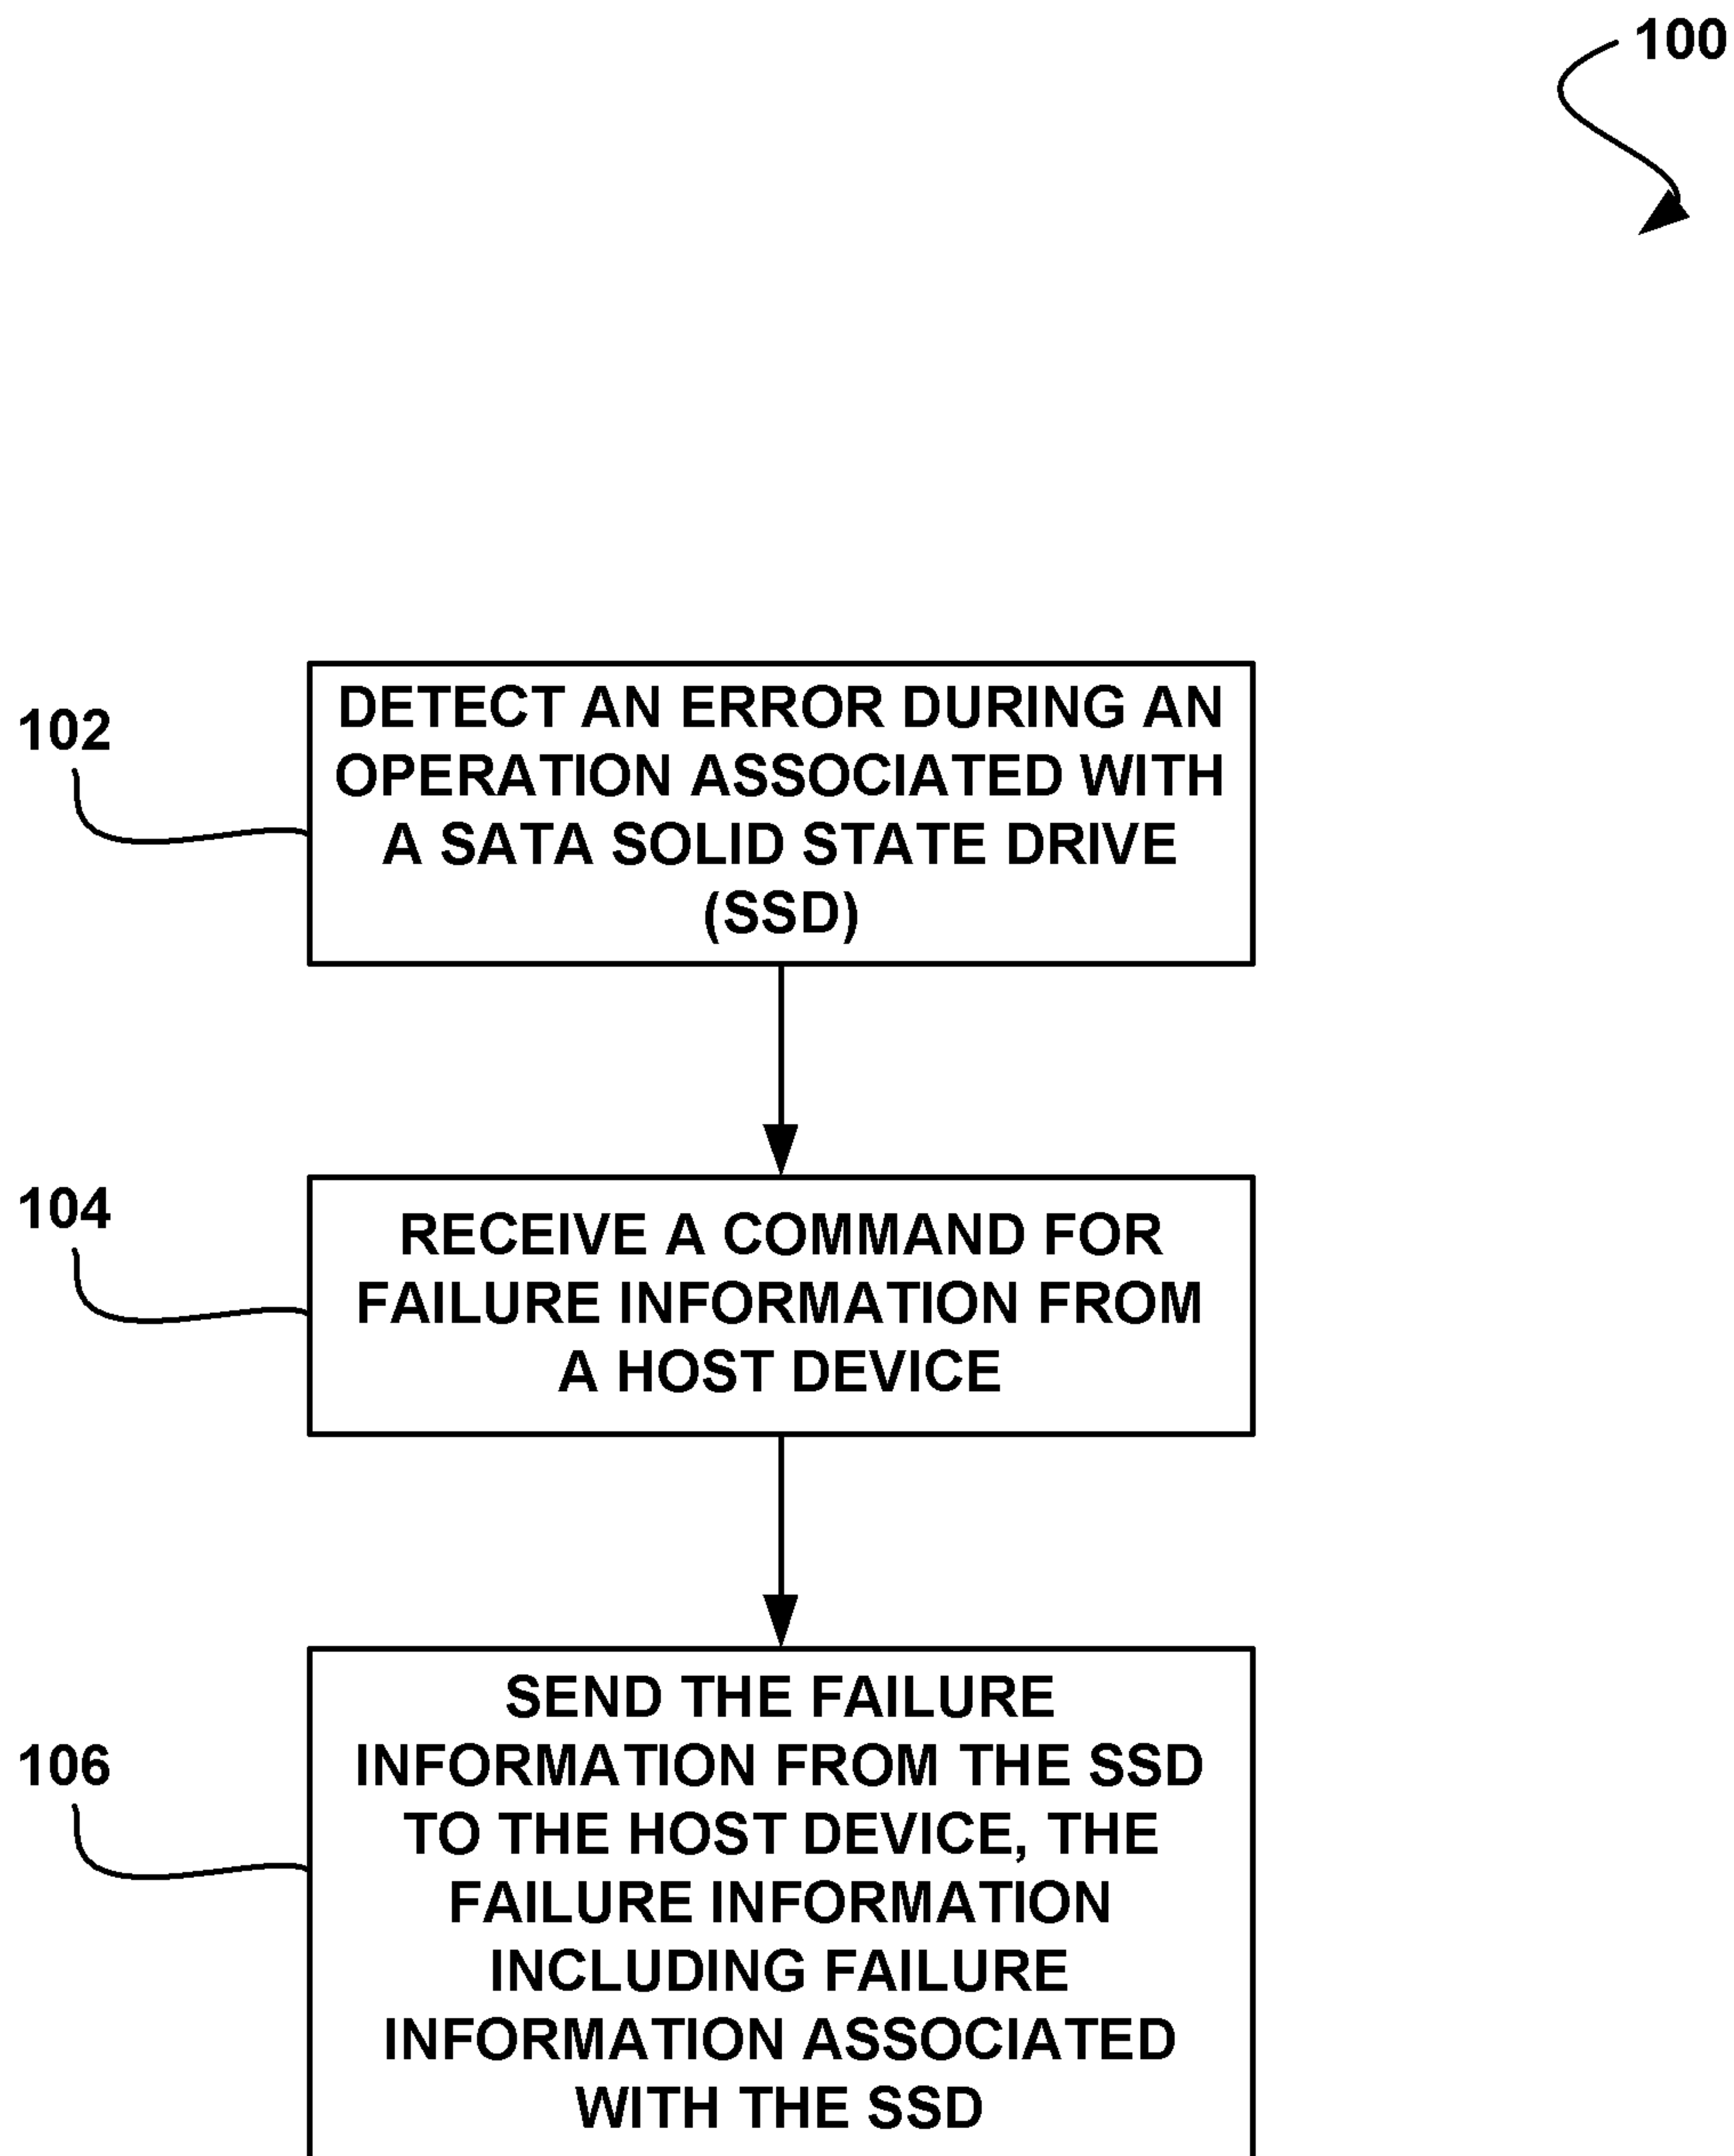 100
102
DETECT AN ERROR DURING AN
OPERATION ASSOCIATED WITH
A SATA SOLID STATE DRIVE
(SSD)
104
RECEIVE A COMMAND FOR
FAILURE INFORMATION FROM
A HOST DEVICE
106
SEND THE FAILURE
INFORMATION FROM THE SSD
TO THE HOST DEVICE, THE
FAILURE INFORMATION
INCLUDING FAILURE
INFORMATION ASSOCIATED
WITH THE SSD